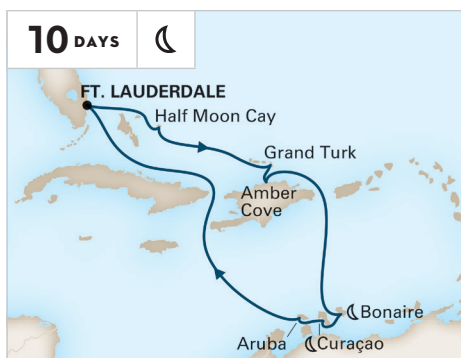 10 DAYS
FT. LAUDERDALE
Half Moon Cay
Grand Turk
Amber
Cove
Bonaire
Aruba
Curaçao